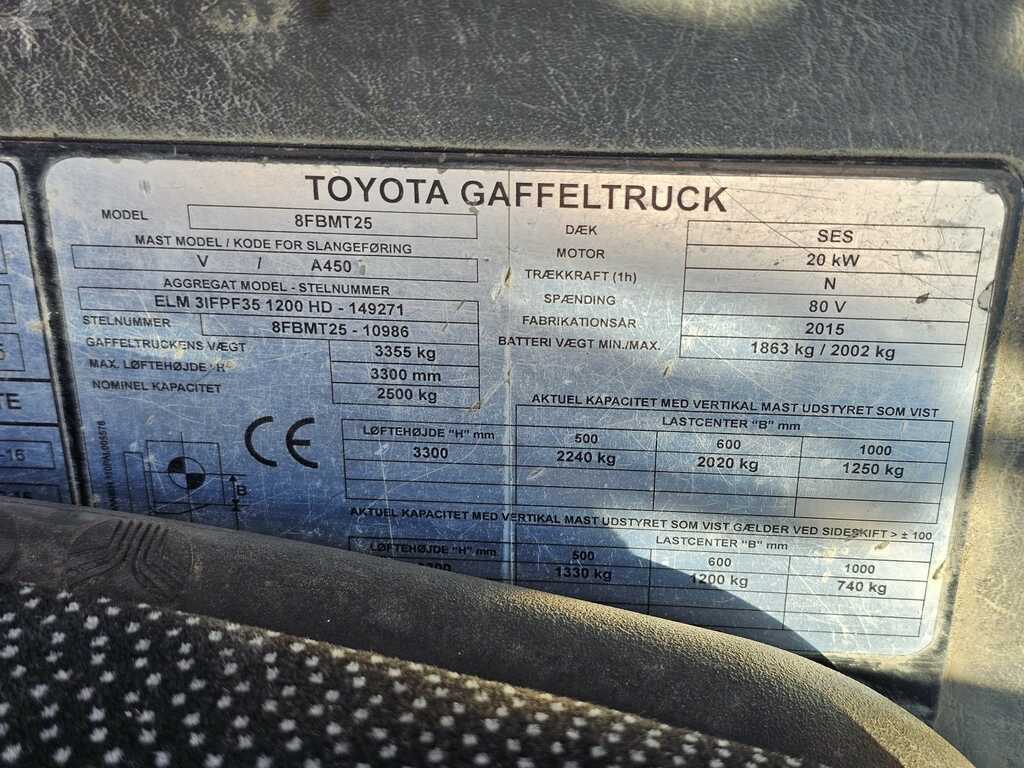 TOYOTA GAFFELTRUCK
MODEL 8FBMT25
MAST MODEL / KODE FOR SLANGEFØRING
V / A450
AGGREGAT MODEL - STELNUMMER
ELM 3IFPF35 1200 HD - 149271
STELNUMMER 8FBMT25 - 10986
GAFFELTRUCKENS VÆGT 3355 kg
MAX. LØFTEHØJDE "H" 3300 mm
NOMINEL KAPACITET 2500 kg
DÆK SES
MOTOR 20 kW
TRÆKKRAFT (1h) N
SPÆNDING 80 V
FABRIKATIONSÅR 2015
BATTERI VÆGT MIN./MAX. 1863 kg / 2002 kg
CE
AKTUEL KAPACITET MED VERTIKAL MAST UDSTYRET SOM VIST
LASTCENTER "B" mm
LØFTEHØJDE "H" mm 500 600 1000
3300 2240 kg 2020 kg 1250 kg
AKTUEL KAPACITET MED VERTIKAL MAST UDSTYRET SOM VIST GÆLDER VED SIDESKIFT > ± 100
LASTCENTER "B" mm
LØFTEHØJDE "H" mm 500 600 1000
1330 kg 1200 kg 740 kg
B
TE
-15